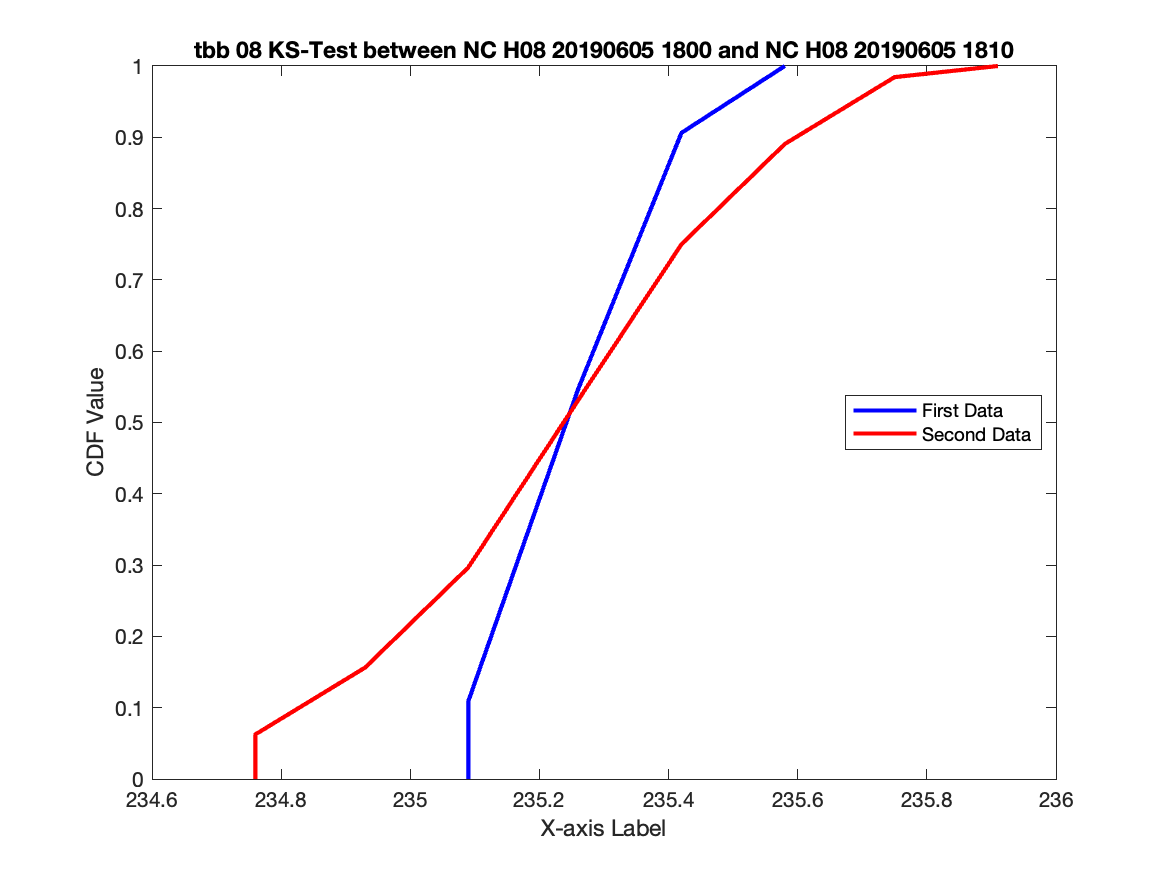 tbb 08 KS-Test between NC H08 20190605 1800 and NC H08 20190605 1810
1
0.9
0.8
0.7
0.6
0.5
0.4
0.3
0.2
0.1
0
CDF Value
First Data
Second Data
234.6 234.8 235 235.2 235.4 235.6 235.8 236
X-axis Label